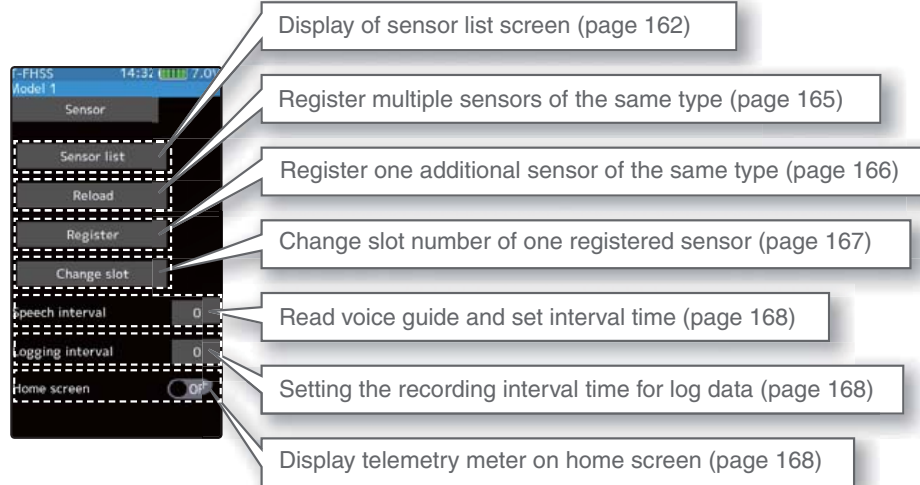 T-FHSS 14:32 7.0V
Model 1
Sensor
Sensor list
Reload
Register
Change slot
Speech interval 0
Logging interval 0
Home screen OFF
Display of sensor list screen (page 162)
Register multiple sensors of the same type (page 165)
Register one additional sensor of the same type (page 166)
Change slot number of one registered sensor (page 167)
Read voice guide and set interval time (page 168)
Setting the recording interval time for log data (page 168)
Display telemetry meter on home screen (page 168)